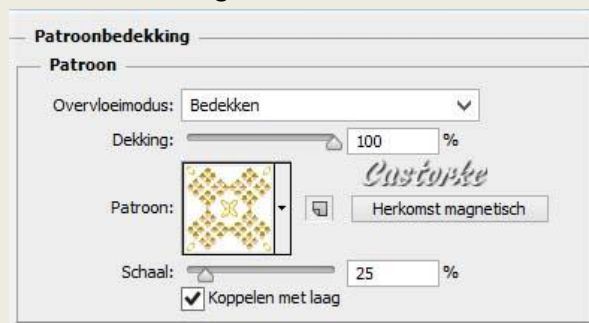 Patroonbedekking
Patroon
Overvloeimodus: Bedekken
Dekking: 100 %
Castorke
Patroon: Herkomst magnetisch
Schaal: 25 %
Koppelen met laag